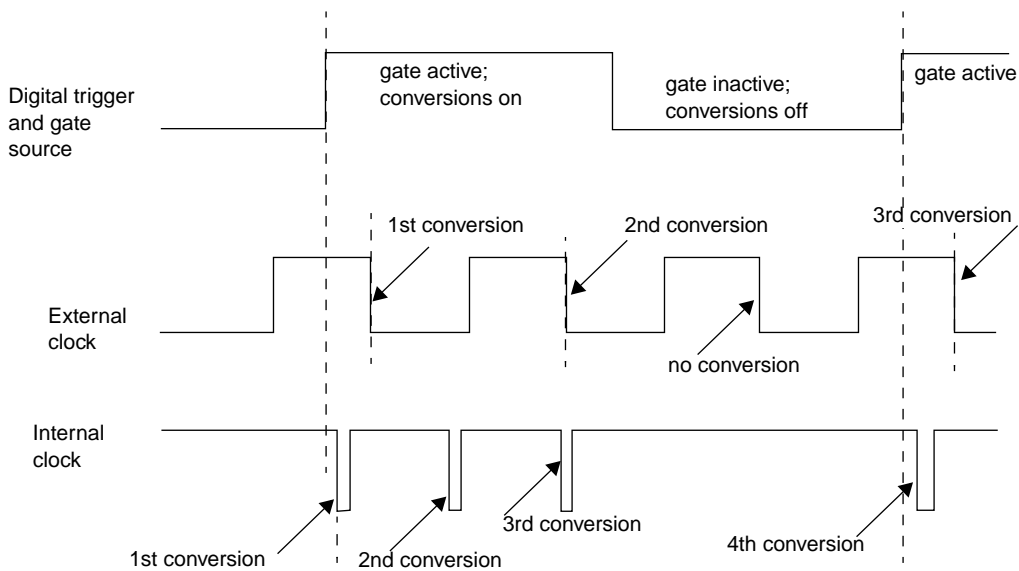 Digital trigger
and gate
source
gate active;
conversions on
gate inactive;
conversions off
gate active
External
clock
1st conversion
2nd conversion
no conversion
3rd conversion
Internal
clock
1st conversion
2nd conversion
3rd conversion
4th conversion